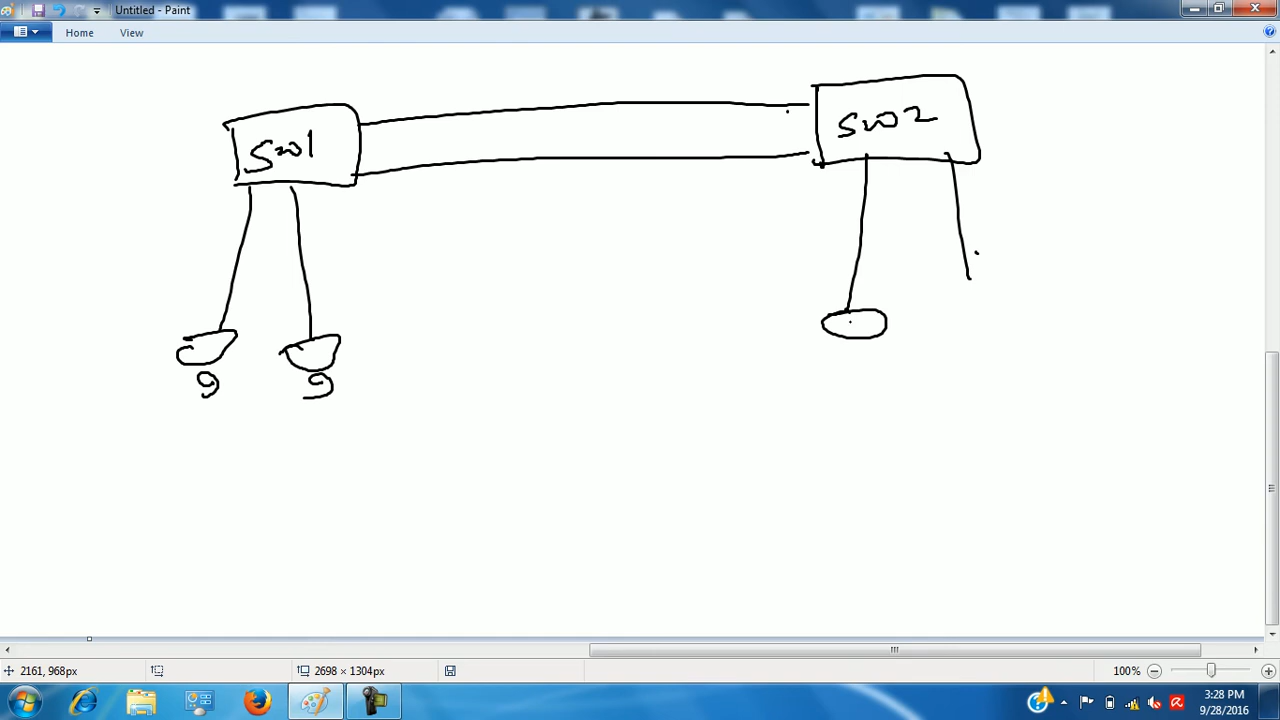 Untitled - Paint
Home
View
SW1
SW2
9
9
2161, 968px
2698 × 1304px
100%
3:28 PM
9/28/2016